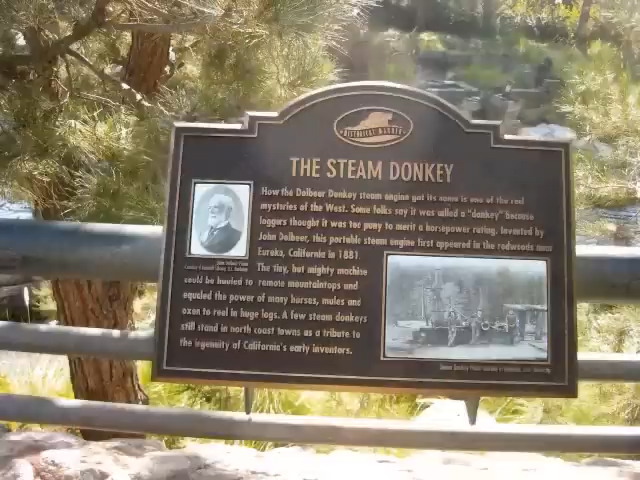 HISTORICAL MARKER
THE STEAM DONKEY
How the Dolbeer Donkey steam engine got its name is one of the real
mysteries of the West. Some folks say it was called a "donkey" because
loggers thought it was too puny to merit a horsepower rating. Invented by
John Dolbeer, this portable steam engine first appeared in the redwoods near
Eureka, California in 1881.
The tiny, but mighty machine
could be hauled to remote mountaintops and
equaled the power of many horses, mules and
oxen to reel in huge logs. A few steam donkeys
still stand in north coast towns as a tribute to
the ingenuity of California's early inventors.